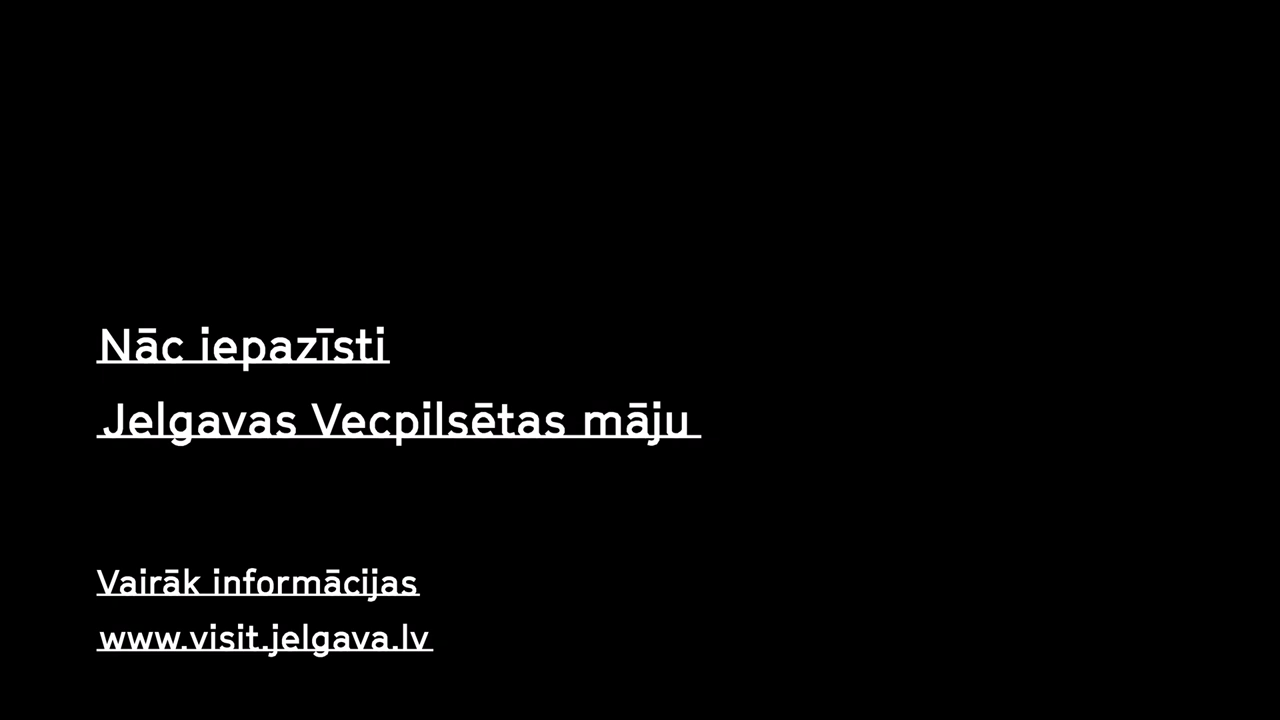 Nāc iepazīsti
Jelgavas Vecpilsētas māju
Vairāk informācijas
www.visit.jelgava.lv